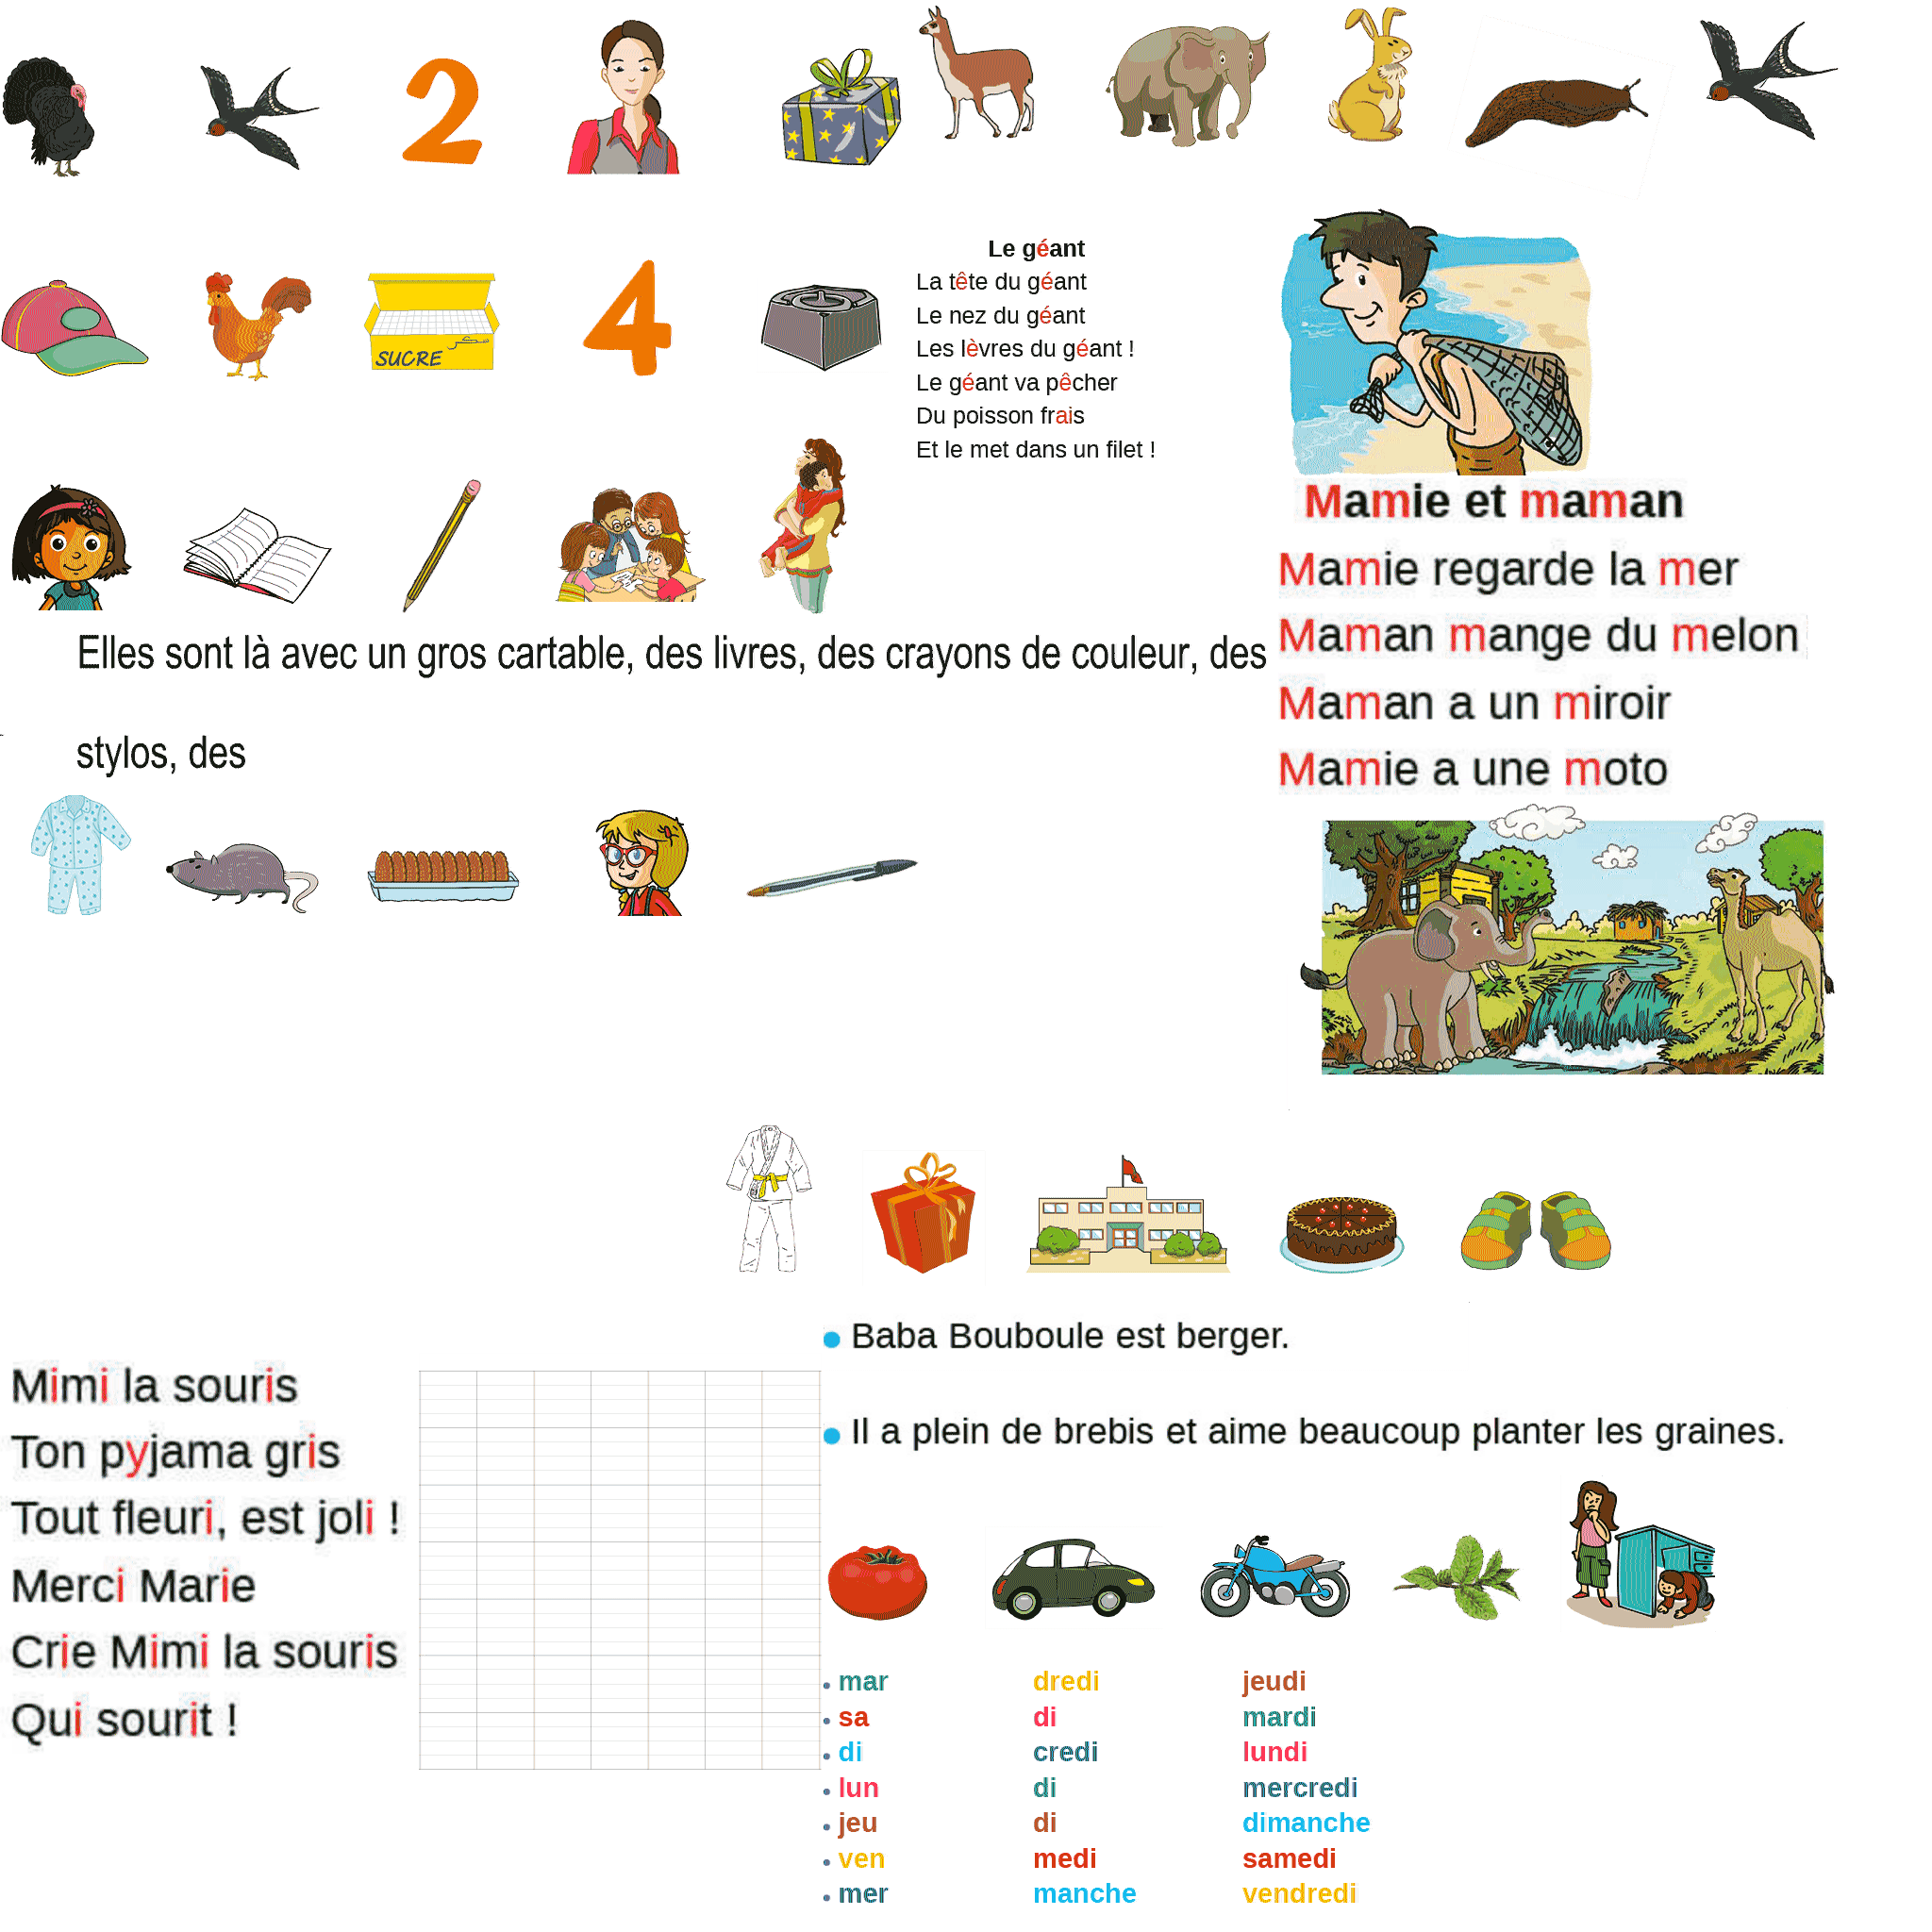 2
Le géant
La tête du géant
Le nez du géant
Les lèvres du géant !
Le géant va pêcher
Du poisson frais
Et le met dans un filet !
سكر
SUCRE
4
Mamie et maman
Mamie regarde la mer
Maman mange du melon
Maman a un miroir
Mamie a une moto
Elles sont là avec un gros cartable, des livres, des crayons de couleur, des
stylos, des
Mimi la souris
Ton pyjama gris
Tout fleuri, est joli !
Merci Marie
Crie Mimi la souris
Qui sourit !
• Baba Bouboule est berger.
• Il a plein de brebis et aime beaucoup planter les graines.
• mar dredi jeudi
• sa di mardi
• di credi lundi
• lun di mercredi
• jeu di dimanche
• ven medi samedi
• mer manche vendredi